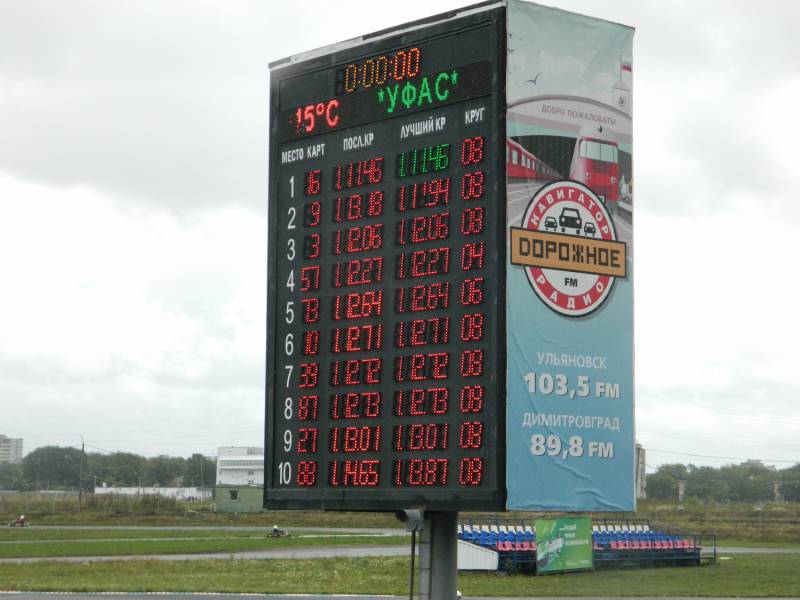 0:00:00
15°C *УФАС*
МЕСТО КАРТ ПОСЛ.КР ЛУЧШИЙ КР КРУГ
1 16 1.11.46 1.11.46 08
2 9 1.13.18 1.11.94 08
3 3 1.12.06 1.12.06 08
4 57 1.12.27 1.12.27 04
5 73 1.12.64 1.12.64 06
6 10 1.12.71 1.12.71 08
7 39 1.12.72 1.12.72 08
8 87 1.12.73 1.12.73 08
9 27 1.13.01 1.13.01 08
10 88 1.14.65 1.13.87 08
ДОБРО ПОЖАЛОВАТЬ
НАВИГАТОР
ДОРОЖНОЕ
FM
РАДИО
УЛЬЯНОВСК
103,5 FM
ДИМИТРОВГРАД
89,8 FM